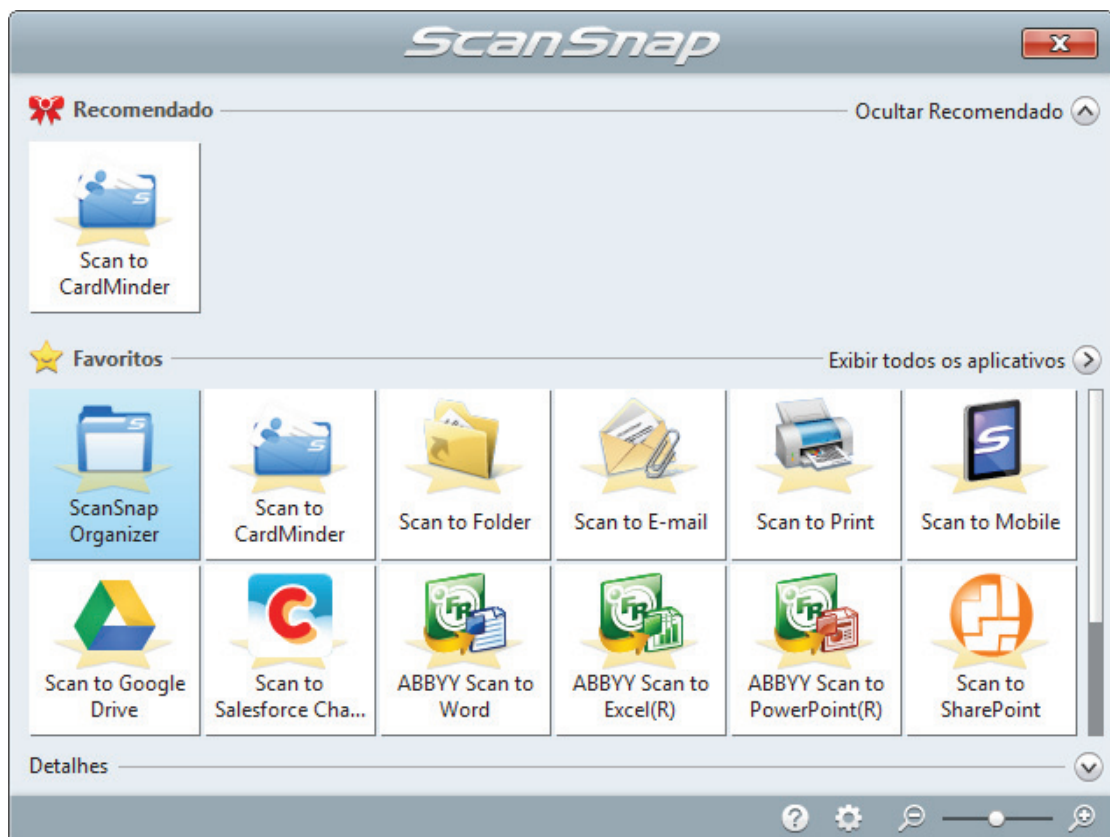 ScanSnap
Recomendado
Ocultar Recomendado
Scan to
CardMinder
Favoritos
Exibir todos os aplicativos
ScanSnap
Organizer
Scan to
CardMinder
Scan to Folder
Scan to E-mail
Scan to Print
Scan to Mobile
Scan to Google
Drive
Scan to
Salesforce Cha...
ABBYY Scan to
Word
ABBYY Scan to
Excel(R)
ABBYY Scan to
PowerPoint(R)
Scan to
SharePoint
Detalhes